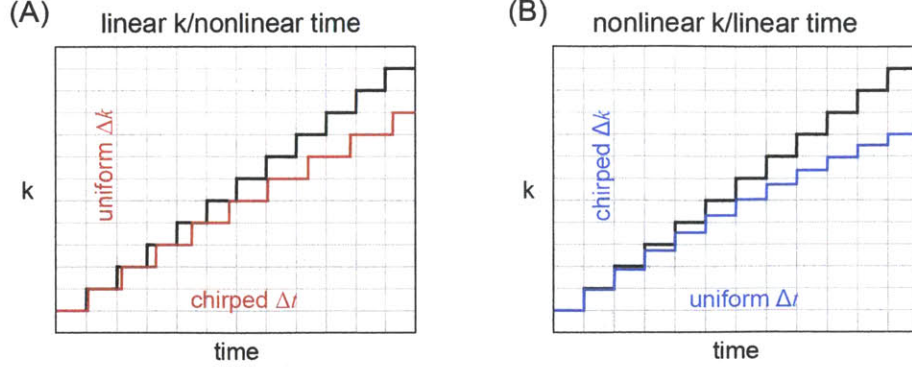 (A)
linear k/nonlinear time
uniform Δk
k
chirped Δt
time
(B)
nonlinear k/linear time
chirped Δk
k
uniform Δt
time